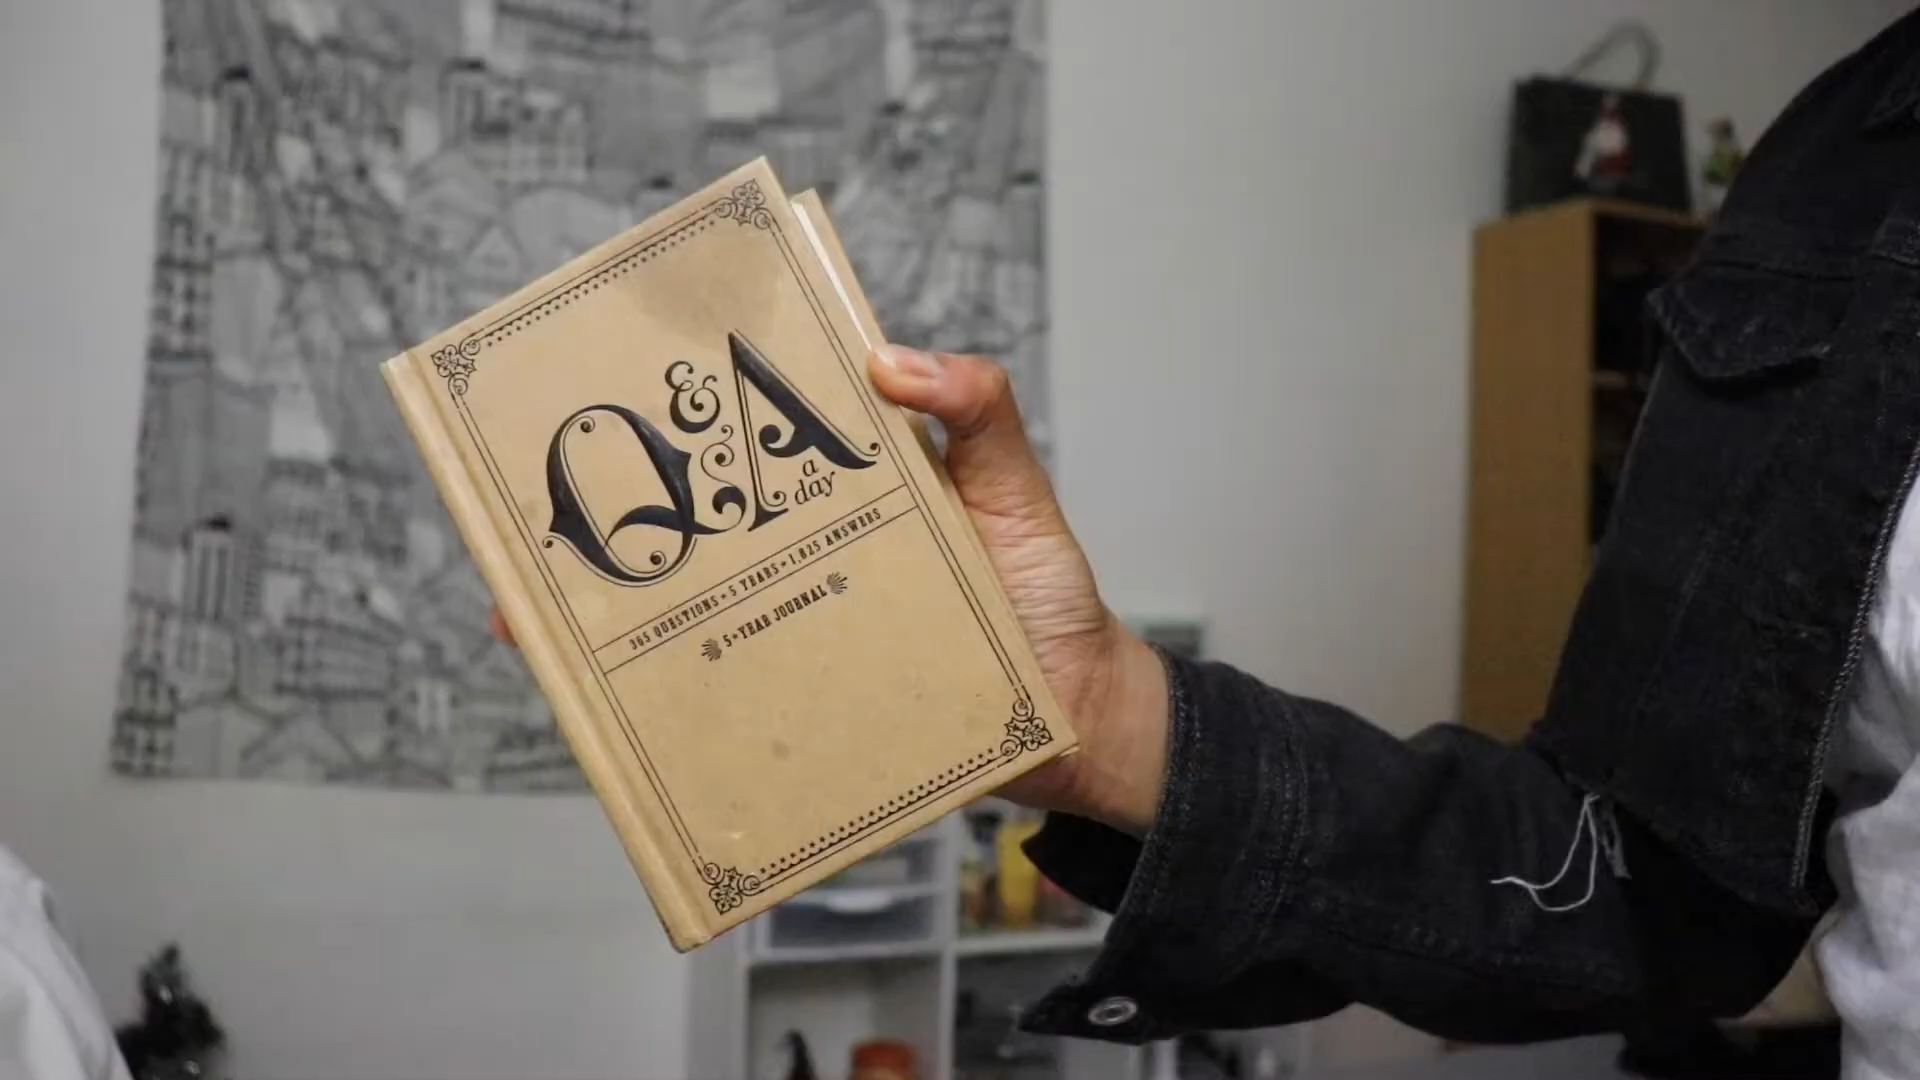 Q&A
a
day
365 QUESTIONS * 5 YEARS * 1,825 ANSWERS
5*YEAR JOURNAL